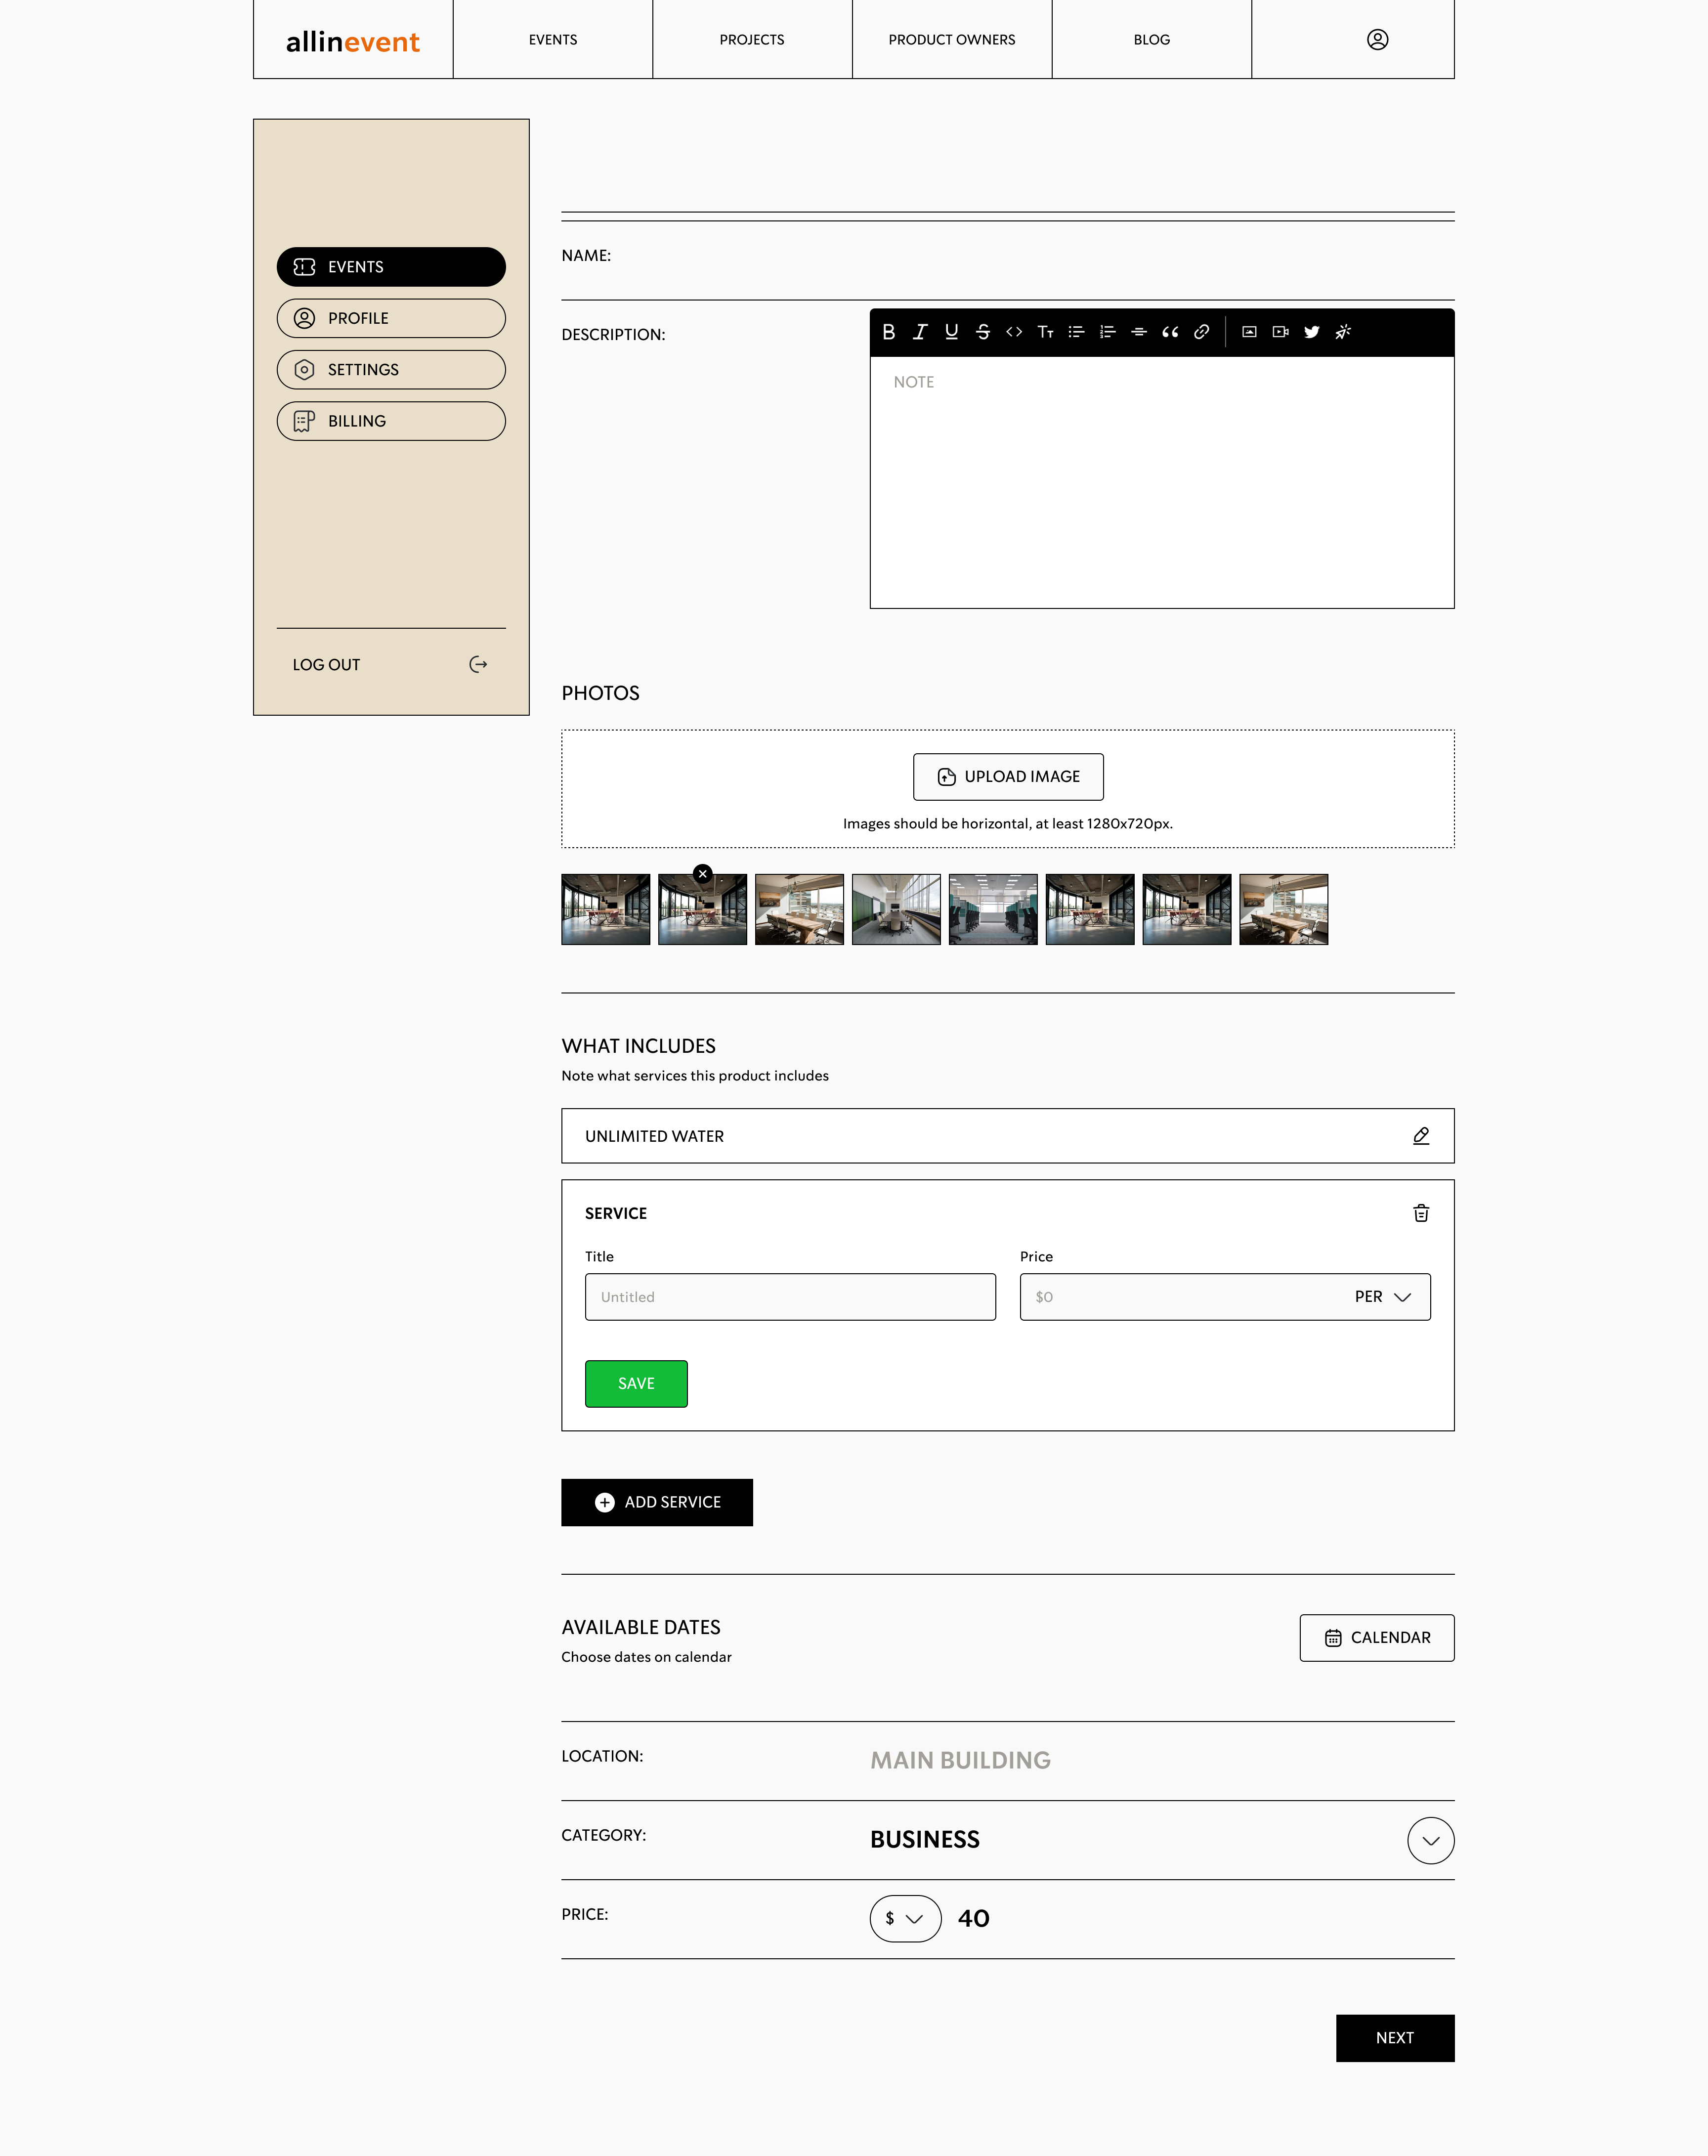 allinevent
EVENTS
PROJECTS
PRODUCT OWNERS
BLOG
EVENTS
PROFILE
SETTINGS
BILLING
LOG OUT
NAME:
DESCRIPTION:
NOTE
PHOTOS
UPLOAD IMAGE
Images should be horizontal, at least 1280x720px.
WHAT INCLUDES
Note what services this product includes
UNLIMITED WATER
SERVICE
Title
Price
Untitled
$0
PER
SAVE
ADD SERVICE
AVAILABLE DATES
Choose dates on calendar
CALENDAR
LOCATION:
MAIN BUILDING
CATEGORY:
BUSINESS
PRICE:
$
40
NEXT